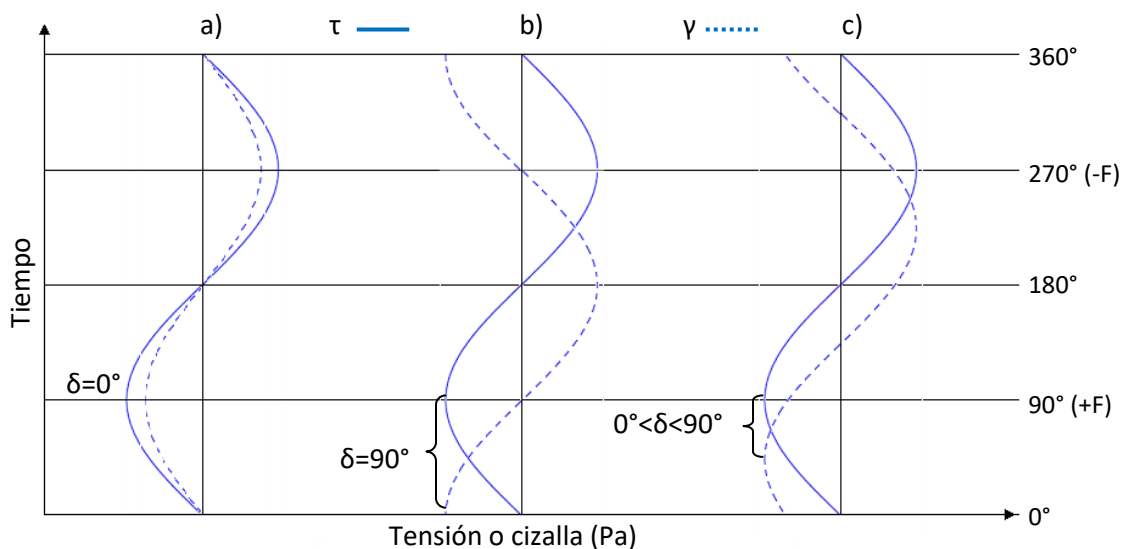 a) τ b) γ c)
360°
270° (-F)
180°
δ=0°
90° (+F)
0°<δ<90°
δ=90°
0°
Tiempo
Tensión o cizalla (Pa)